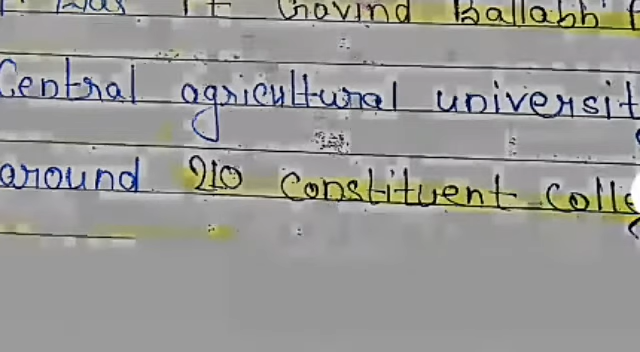 Govind Ballabh
Central agricultural universit
around 210 constituent colle